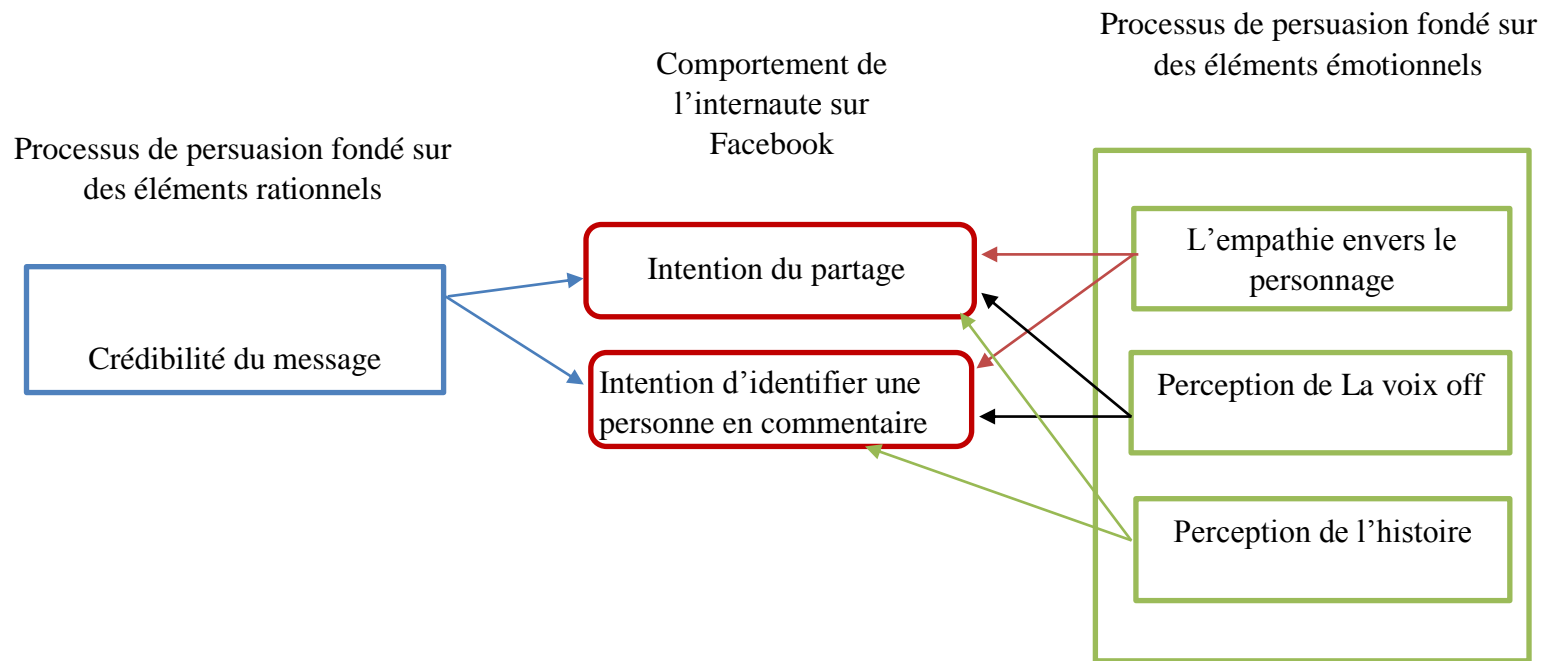 Processus de persuasion fondé sur
des éléments rationnels
Crédibilité du message
Comportement de
l’internaute sur
Facebook
Intention du partage
Intention d’identifier une
personne en commentaire
Processus de persuasion fondé sur
des éléments émotionnels
L’empathie envers le
personnage
Perception de La voix off
Perception de l’histoire